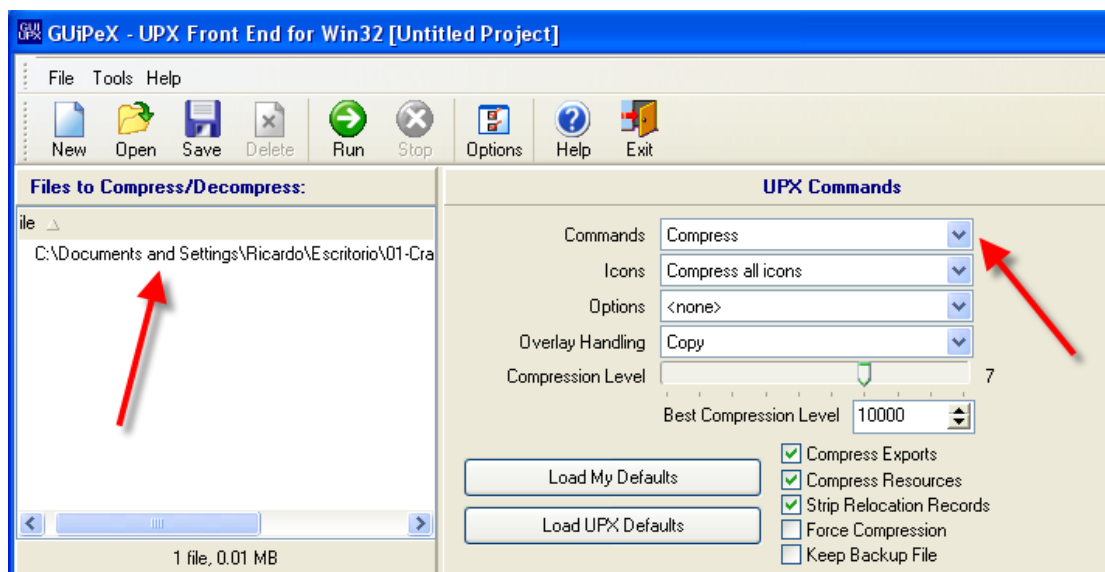 GUiPeX - UPX Front End for Win32 [Untitled Project]
File Tools Help
New Open Save Delete Run Stop Options Help Exit
Files to Compress/Decompress:
ile
C:\Documents and Settings\Ricardo\Escritorio\01-Cra
1 file, 0.01 MB
UPX Commands
Commands Compress
Icons Compress all icons
Options <none>
Overlay Handling Copy
Compression Level 7
Best Compression Level 10000
Load My Defaults
Load UPX Defaults
Compress Exports
Compress Resources
Strip Relocation Records
Force Compression
Keep Backup File